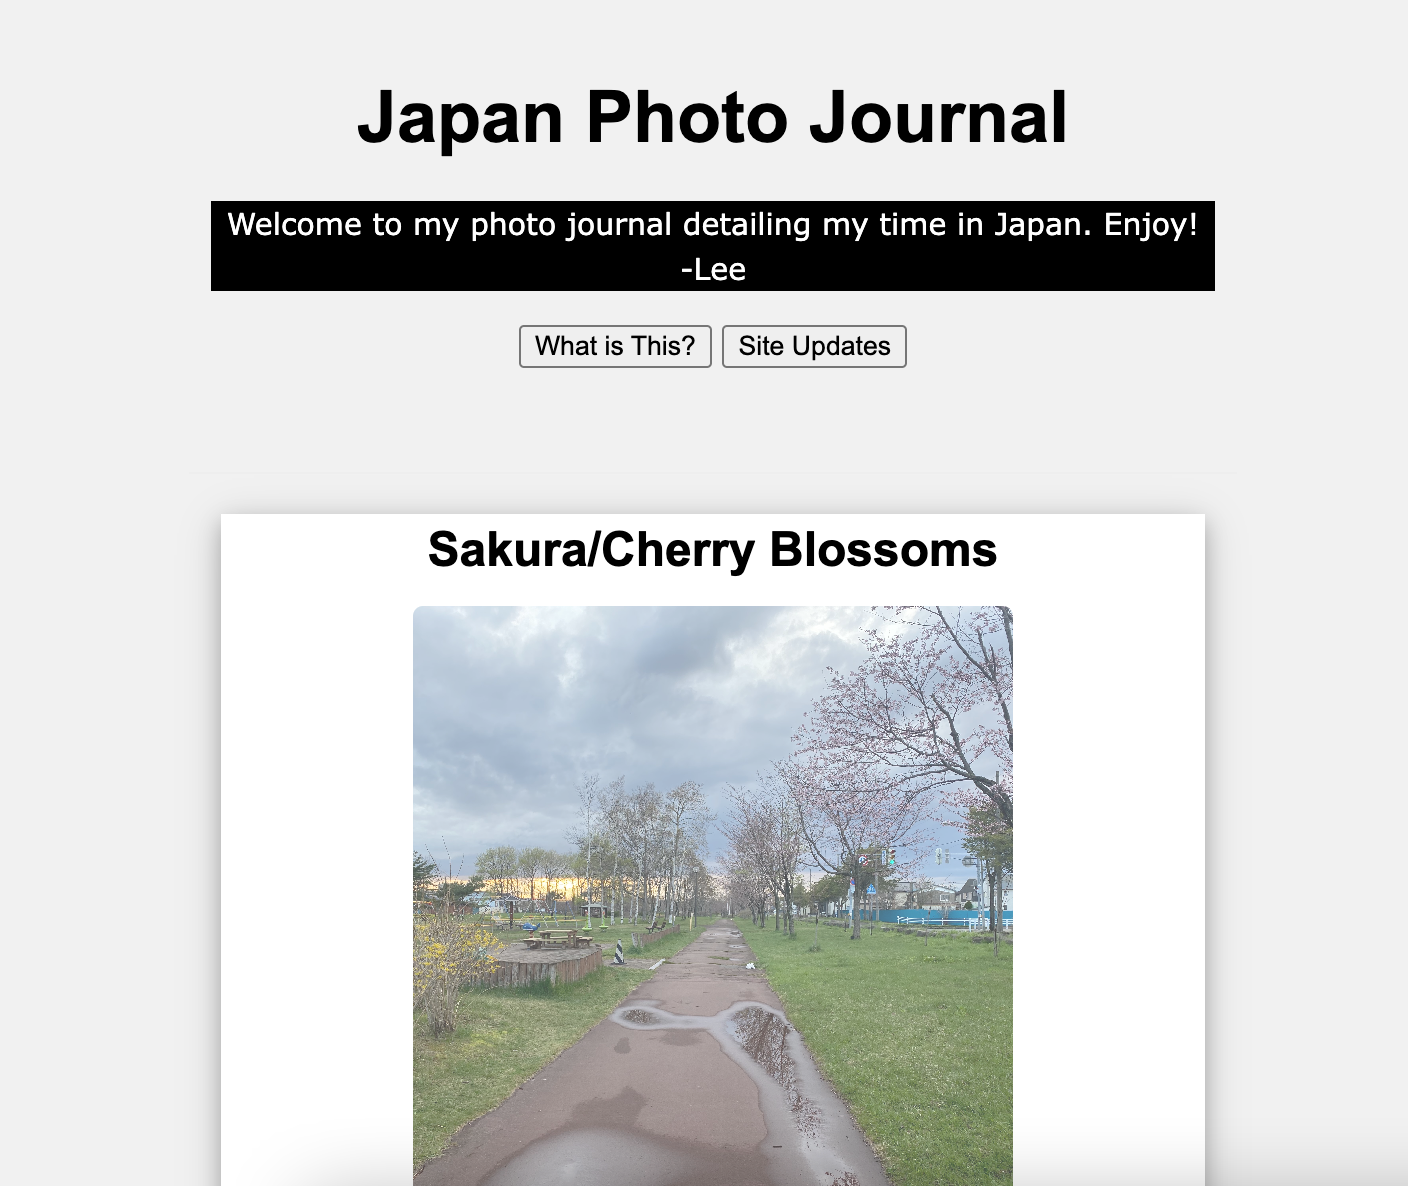 Japan Photo Journal
Welcome to my photo journal detailing my time in Japan. Enjoy!
-Lee
What is This? Site Updates
Sakura/Cherry Blossoms